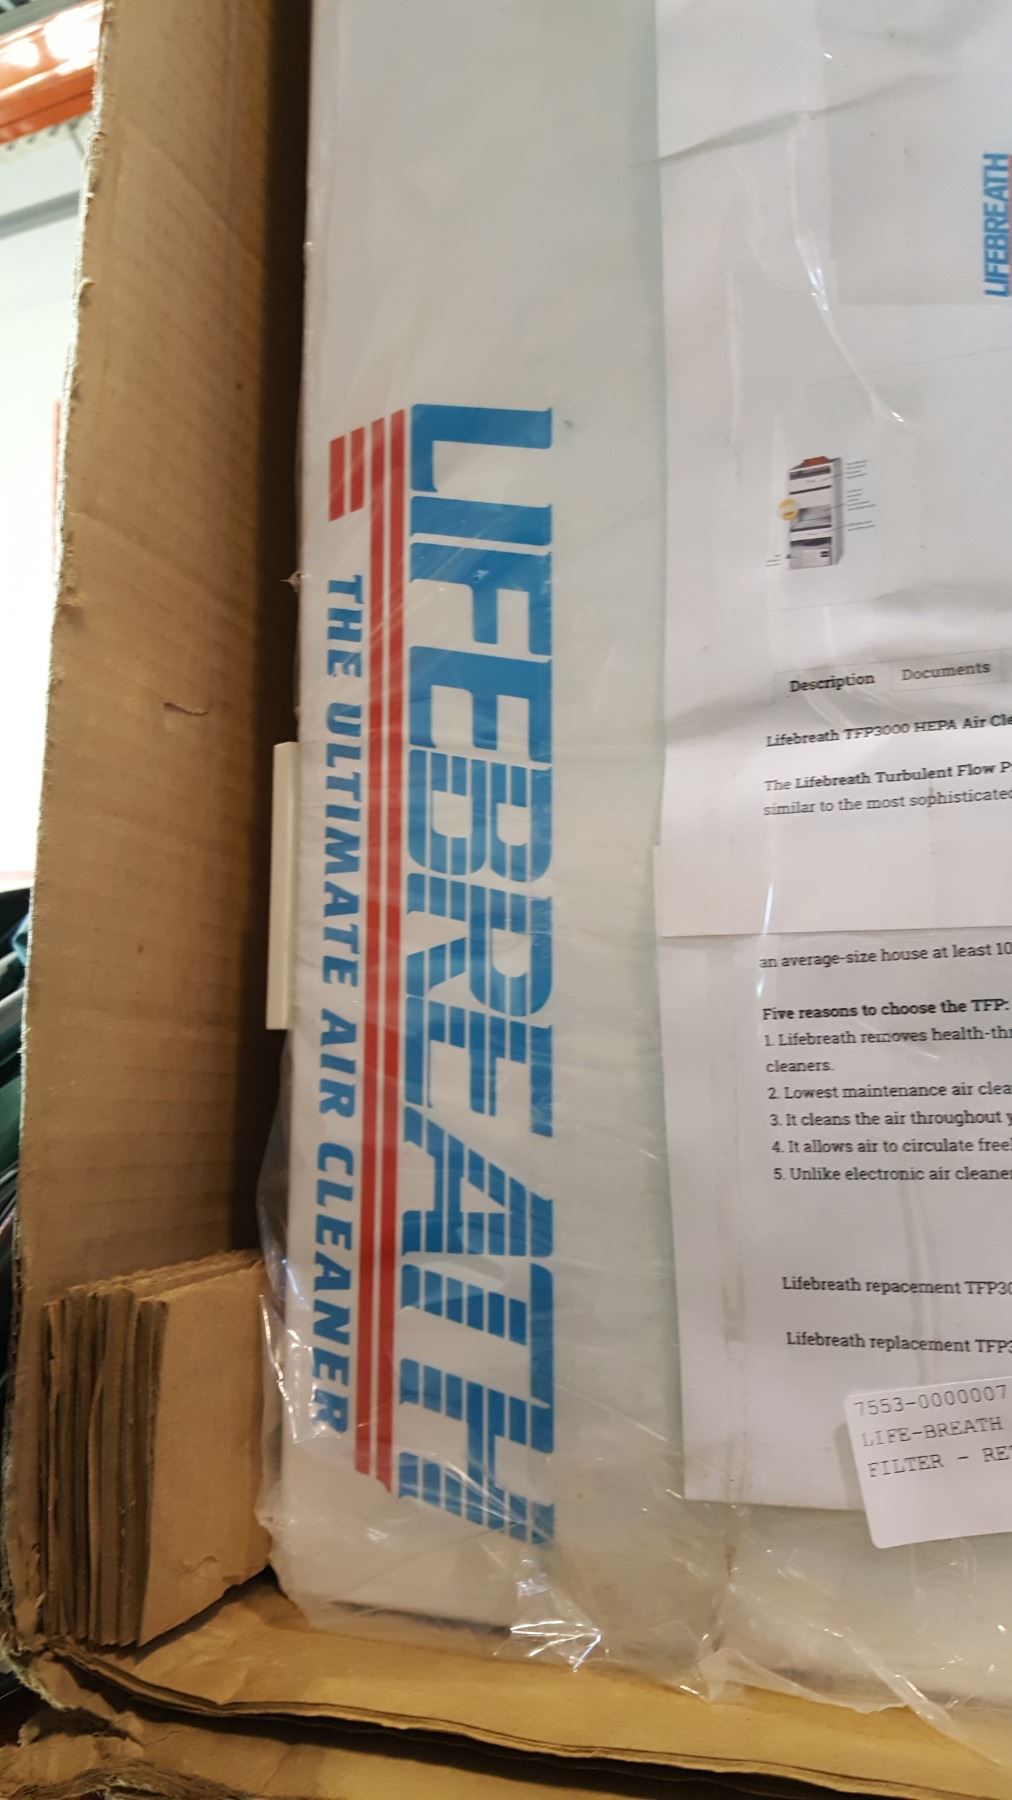 LIFEBREATH
THE ULTIMATE AIR CLEANER
LIFEBREATH
Description Documents
Lifebreath TFP3000 HEPA Air Cle
The Lifebreath Turbulent Flow P
similar to the most sophisticated
an average-size house at least 10
Five reasons to choose the TFP:
1. Lifebreath removes health-thr
cleaners.
2. Lowest maintenance air clea
3. It cleans the air throughout y
4. It allows air to circulate free
5. Unlike electronic air cleane
Lifebreath repacement TFP30
Lifebreath replacement TFP3
7553-0000007
LIFE-BREATH
FILTER - RE